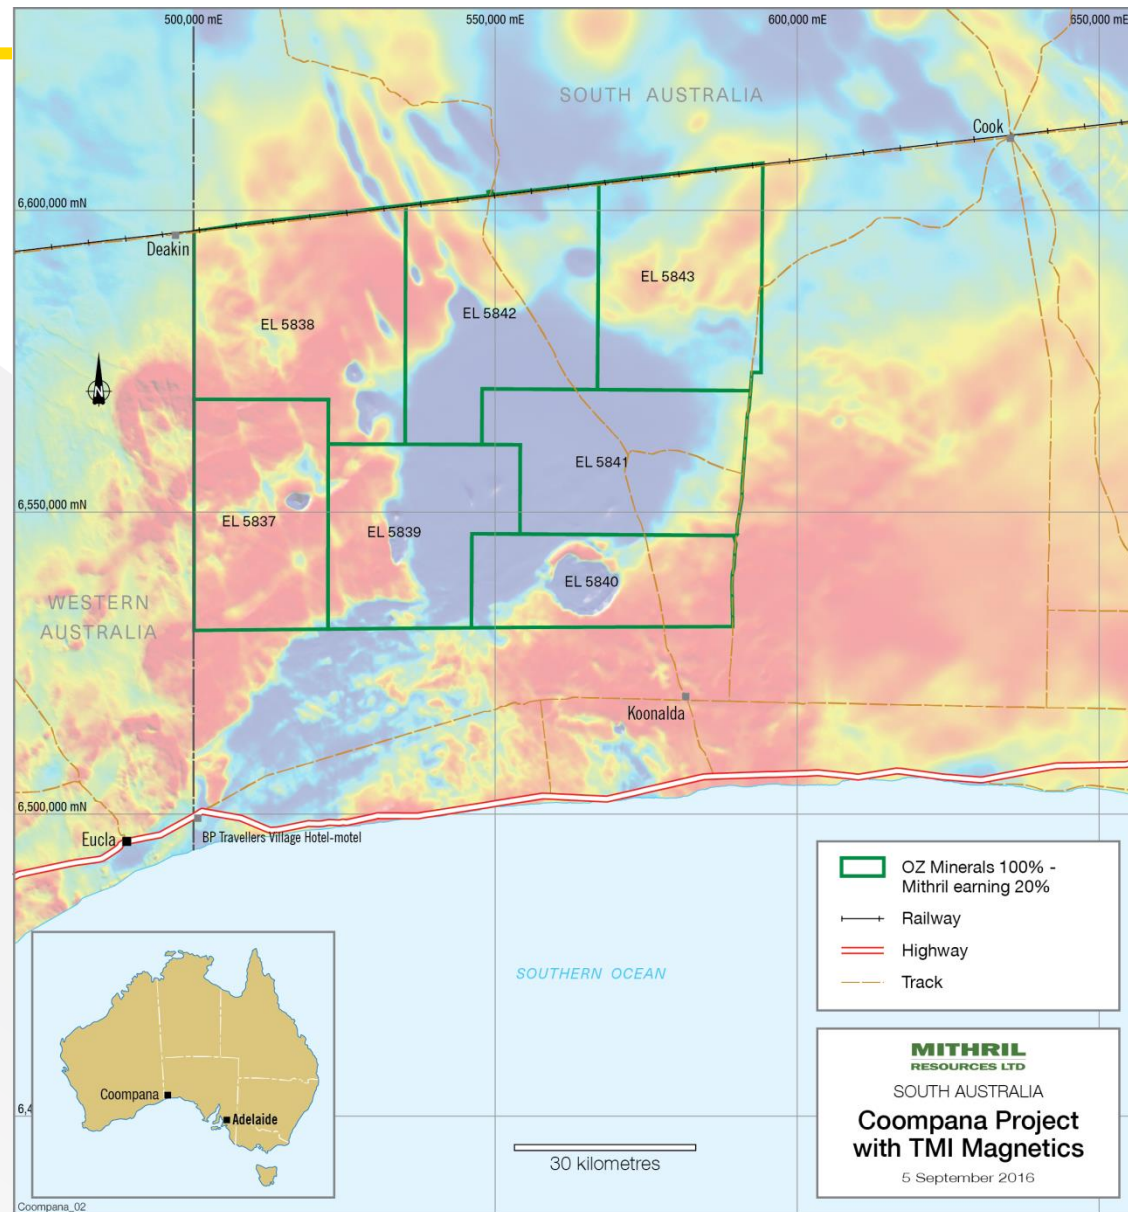 500,000 mE
550,000 mE
600,000 mE
650,000 mE
SOUTH AUSTRALIA
Cook
6,600,000 mN
Deakin
EL 5843
EL 5842
EL 5838
N
EL 5841
6,550,000 mN
EL 5837
EL 5839
EL 5840
WESTERN
AUSTRALIA
Koonalda
6,500,000 mN
Eucla
BP Travellers Village Hotel-motel
OZ Minerals 100% -
Mithril earning 20%
Railway
Highway
Track
SOUTHERN OCEAN
Coompana
Adelaide
6,4
30 kilometres
MITHRIL
RESOURCES LTD
SOUTH AUSTRALIA
Coompana Project
with TMI Magnetics
5 September 2016
Coompana_02